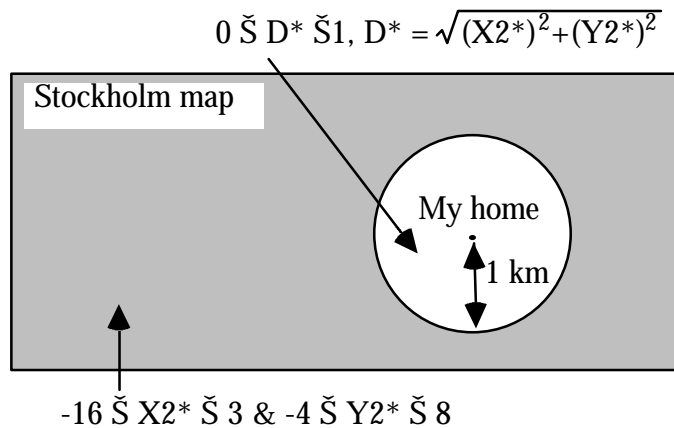 0 Š D* Š1, D* = √(X2*)²+(Y2*)²
Stockholm map
My home
1 km
-16 Š X2* Š 3 & -4 Š Y2* Š 8